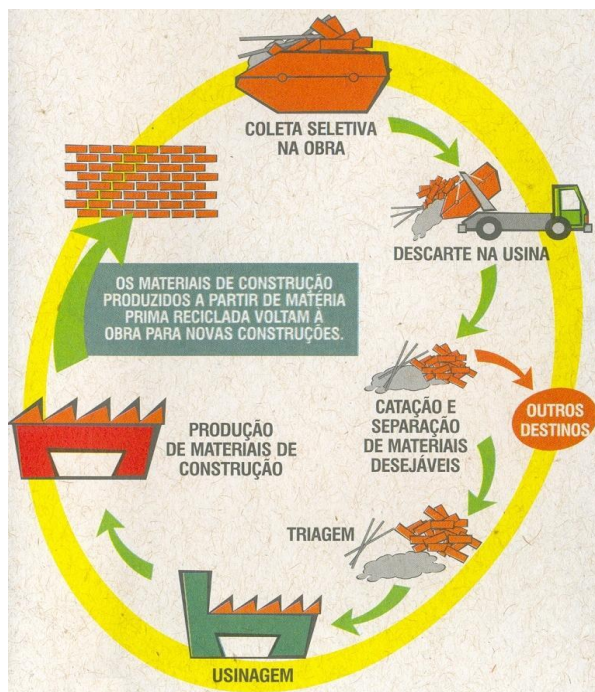 COLETA SELETIVA
NA OBRA
DESCARTE NA USINA
OS MATERIAIS DE CONSTRUÇÃO
PRODUZIDOS A PARTIR DE MATÉRIA
PRIMA RECICLADA VOLTAM À
OBRA PARA NOVAS CONSTRUÇÕES.
CATAÇÃO E
SEPARAÇÃO
DE MATERIAIS
DESEJÁVEIS
OUTROS
DESTINOS
PRODUÇÃO
DE MATERIAIS DE
CONSTRUÇÃO
TRIAGEM
USINAGEM